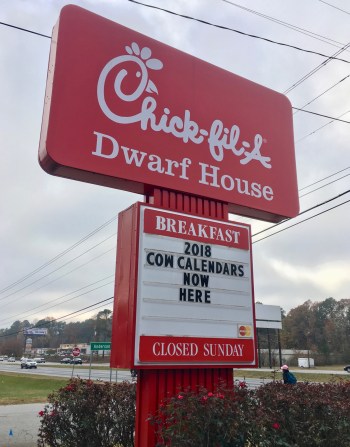 Chick-fil-A
Dwarf House
BREAKFAST
2018
COW CALENDARS
NOW
HERE
CLOSED SUNDAY